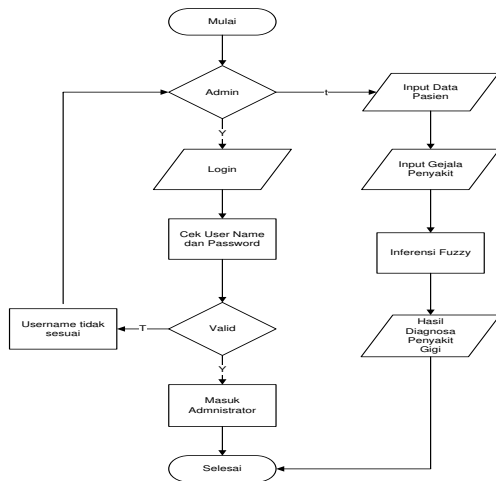 Mulai
Admin
t
Input Data
Pasien
Y
Login
Input Gejala
Penyakit
Cek User Name
dan Password
Inferensi Fuzzy
Username tidak
sesuai
T
Valid
Hasil
Diagnosa
Penyakit
Gigi
Y
Masuk
Admnistrator
Selesai